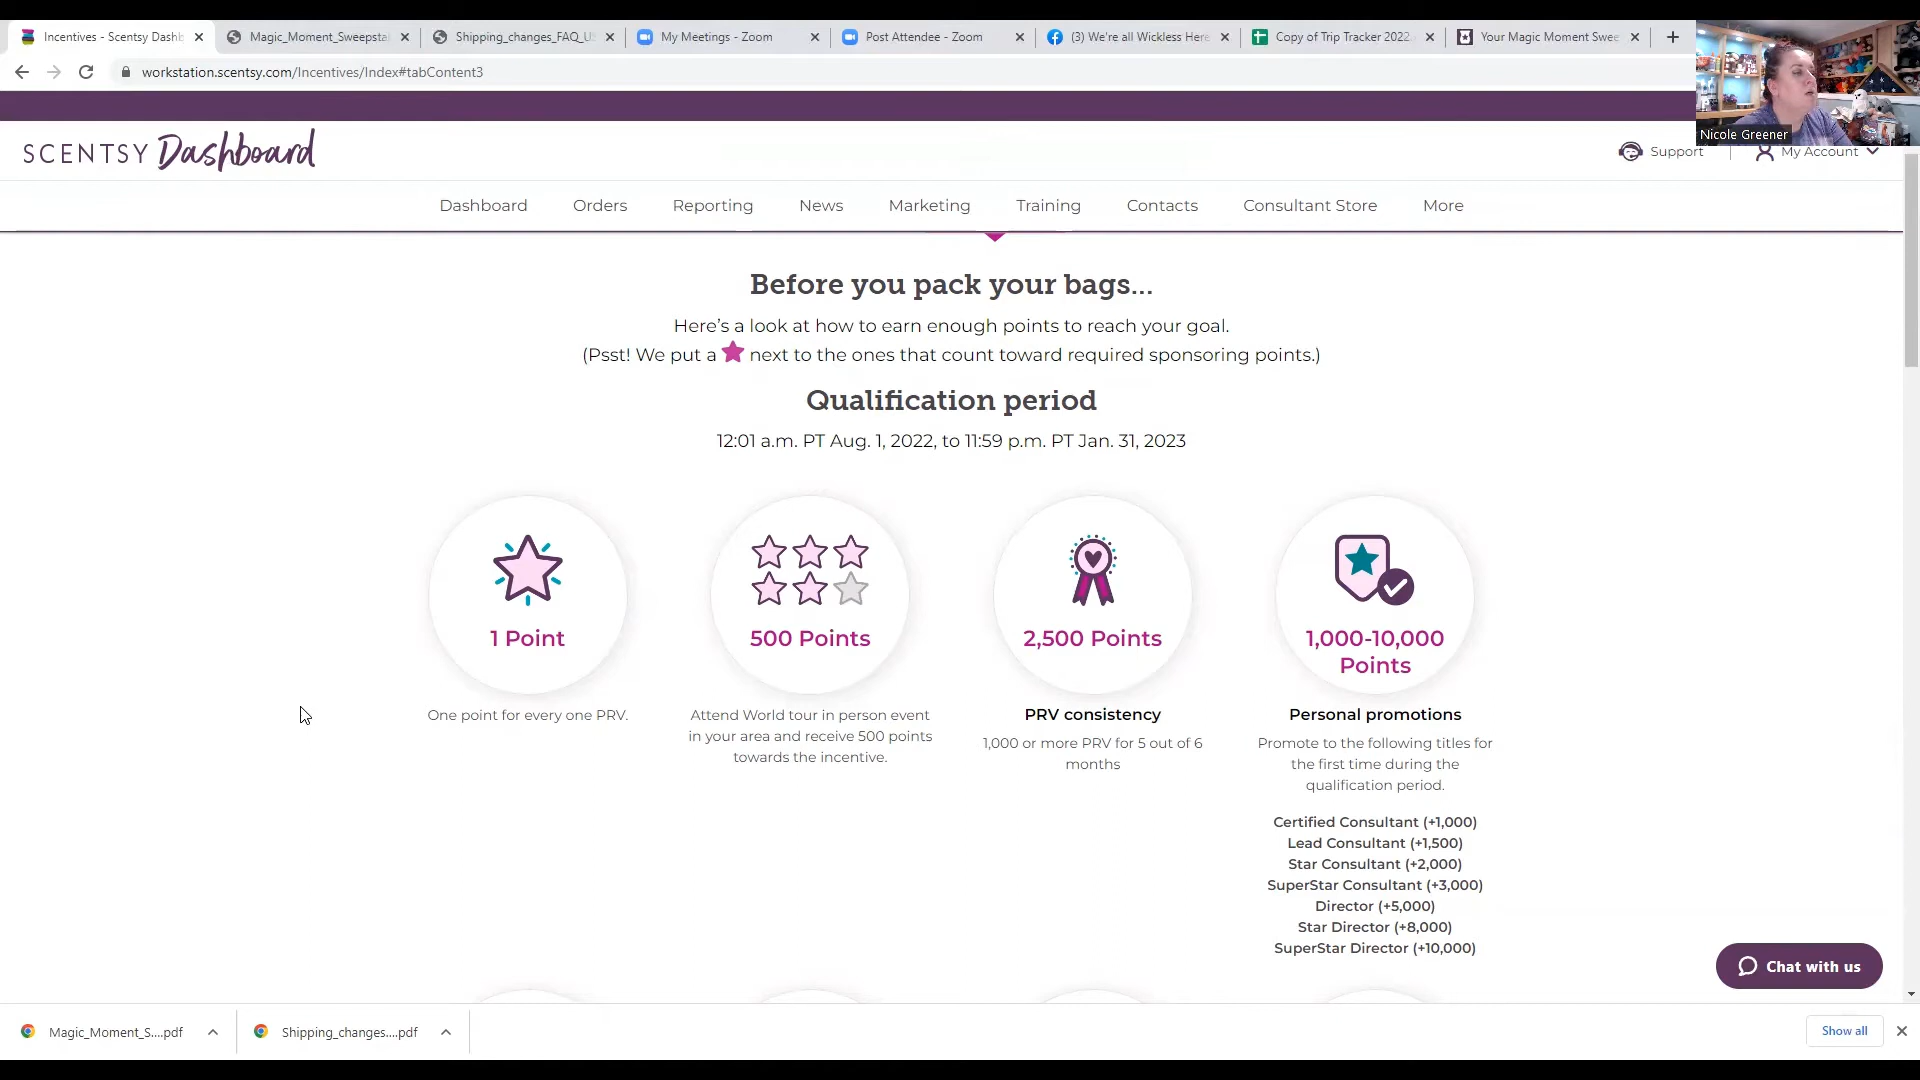 Incentives - Scentsy Dashb
Magic_Moment_Sweepsta
Shipping_changes_FAQ_US
My Meetings - Zoom
Post Attendee - Zoom
(3) We're all Wickless Here
Copy of Trip Tracker 2022
Your Magic Moment Swee
workstation.scentsy.com/Incentives/Index#tabContent3
Nicole Greener
SCENTSY Dashboard
Support
My Account
Dashboard
Orders
Reporting
News
Marketing
Training
Contacts
Consultant Store
More
Before you pack your bags...
Here's a look at how to earn enough points to reach your goal.
(Psst! We put a ★ next to the ones that count toward required sponsoring points.)
Qualification period
12:01 a.m. PT Aug. 1, 2022, to 11:59 p.m. PT Jan. 31, 2023
1 Point
One point for every one PRV.
500 Points
Attend World tour in person event
in your area and receive 500 points
towards the incentive.
2,500 Points
PRV consistency
1,000 or more PRV for 5 out of 6
months
1,000-10,000
Points
Personal promotions
Promote to the following titles for
the first time during the
qualification period.
Certified Consultant (+1,000)
Lead Consultant (+1,500)
Star Consultant (+2,000)
SuperStar Consultant (+3,000)
Director (+5,000)
Star Director (+8,000)
SuperStar Director (+10,000)
Chat with us
Magic_Moment_S....pdf
Shipping_changes....pdf
Show all